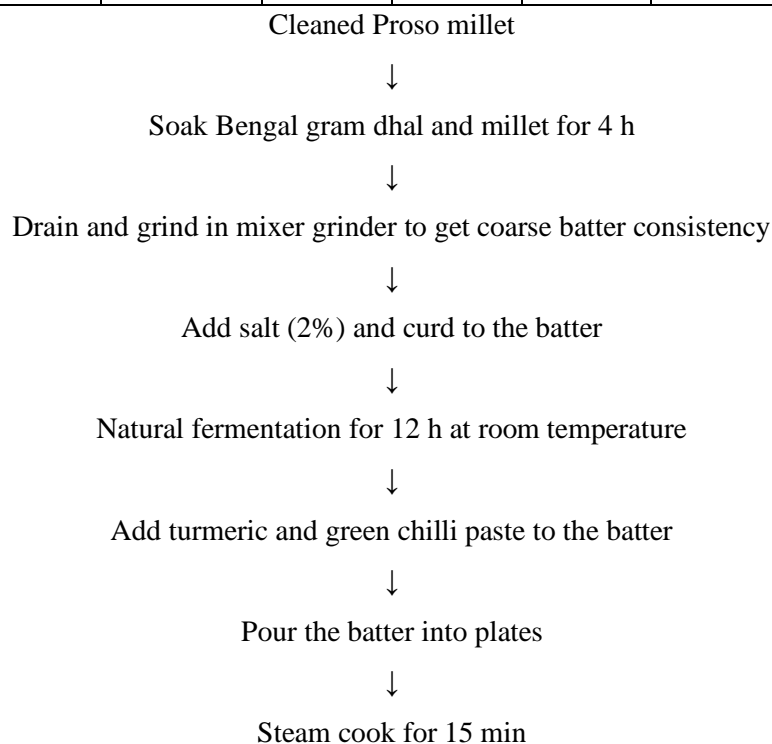 Cleaned Proso millet
↓
Soak Bengal gram dhal and millet for 4 h
↓
Drain and grind in mixer grinder to get coarse batter consistency
↓
Add salt (2%) and curd to the batter
↓
Natural fermentation for 12 h at room temperature
↓
Add turmeric and green chilli paste to the batter
↓
Pour the batter into plates
↓
Steam cook for 15 min